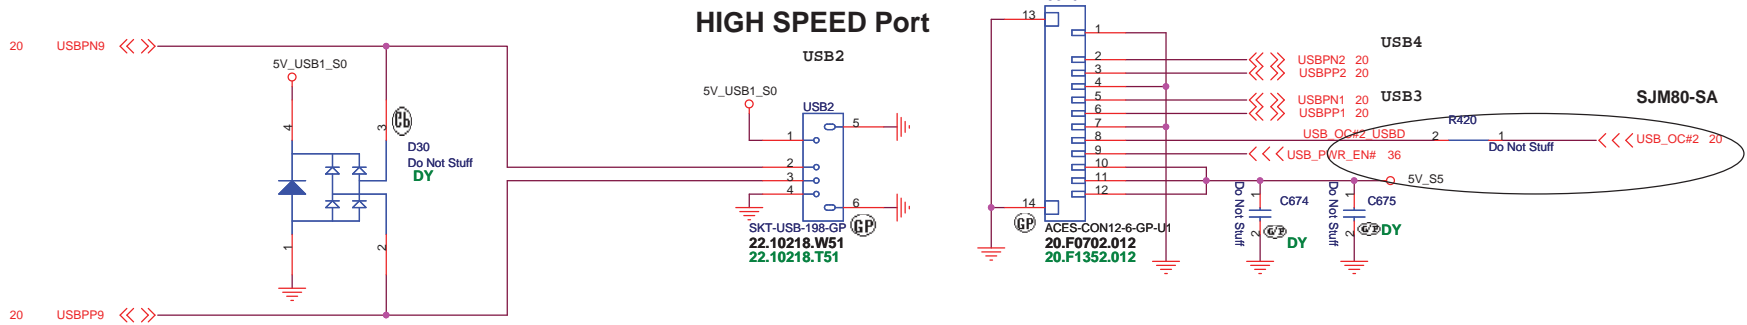 HIGH SPEED Port
20 USBPN9
5V_USB1_S0
4
3
D30
Do Not Stuff
DY
1
2
20 USBPP9
USB2
5V_USB1_S0
USB2
1
5
2
3
4
6
SKT-USB-198-GP
GP
22.10218.W51
22.10218.T51
13
1
2
3
4
5
6
7
8
9
10
11
12
14
GP
ACES-CON12-6-GP-U1
20.F0702.012
20.F1352.012
USB4
USBPN2 20
USBPP2 20
USB3
USBPN1 20
USBPP1 20
SJM80-SA
R420
USB_OC#2_USBD 2 1 USB_OC#2 20
Do Not Stuff
USB_PWR_EN# 36
5V_S5
Do Not Stuff
1
C674
2
DY
Do Not Stuff
1
C675
2
DY